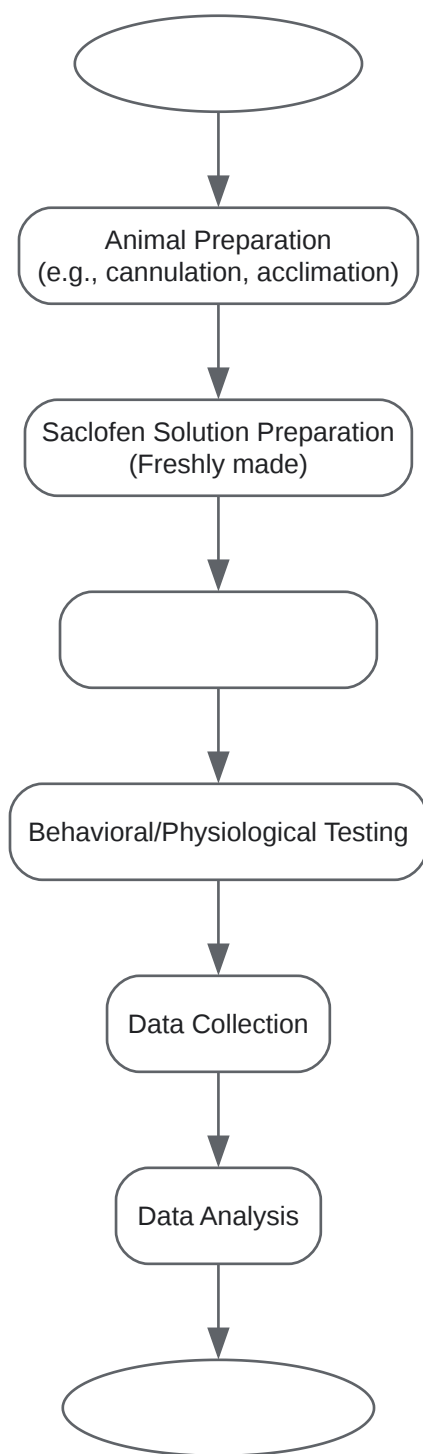 Animal Preparation
(e.g., cannulation, acclimation)
Saclofen Solution Preparation
(Freshly made)
Behavioral/Physiological Testing
Data Collection
Data Analysis